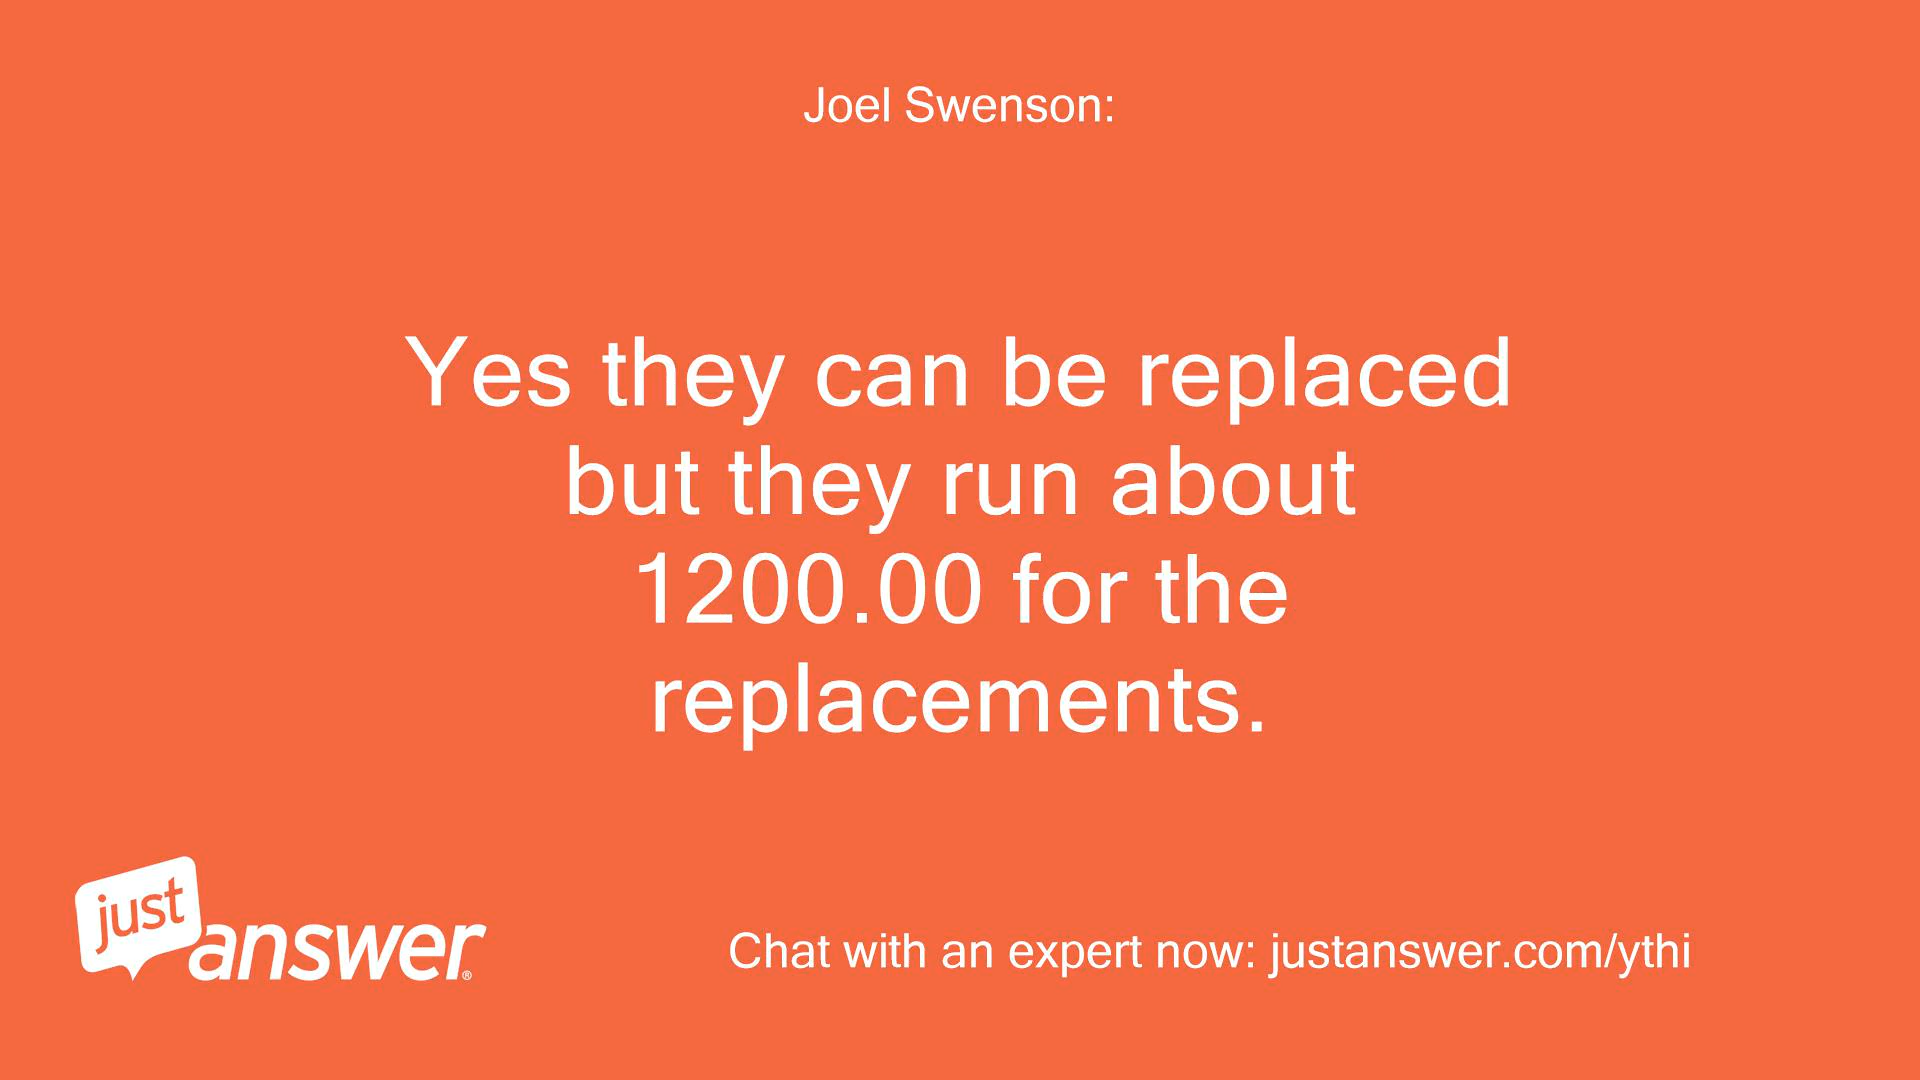 Joel Swenson:
Yes they can be replaced
but they run about
1200.00 for the
replacements.
just
answer®
Chat with an expert now: justanswer.com/ythi